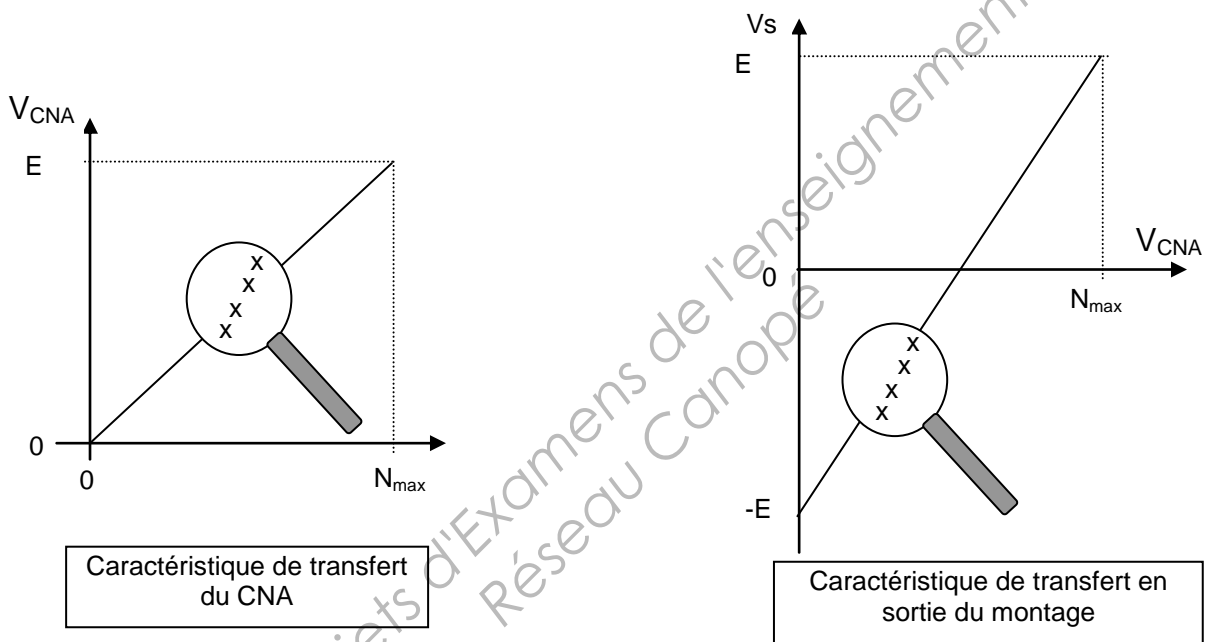 V_CNA
E
0
0
N_max
x
x
x
x
Caractéristique de transfert
du CNA
Vs
E
0
V_CNA
N_max
x
x
x
x
-E
Caractéristique de transfert en
sortie du montage
d'Examens de l'enseignement
Réseau Canopé